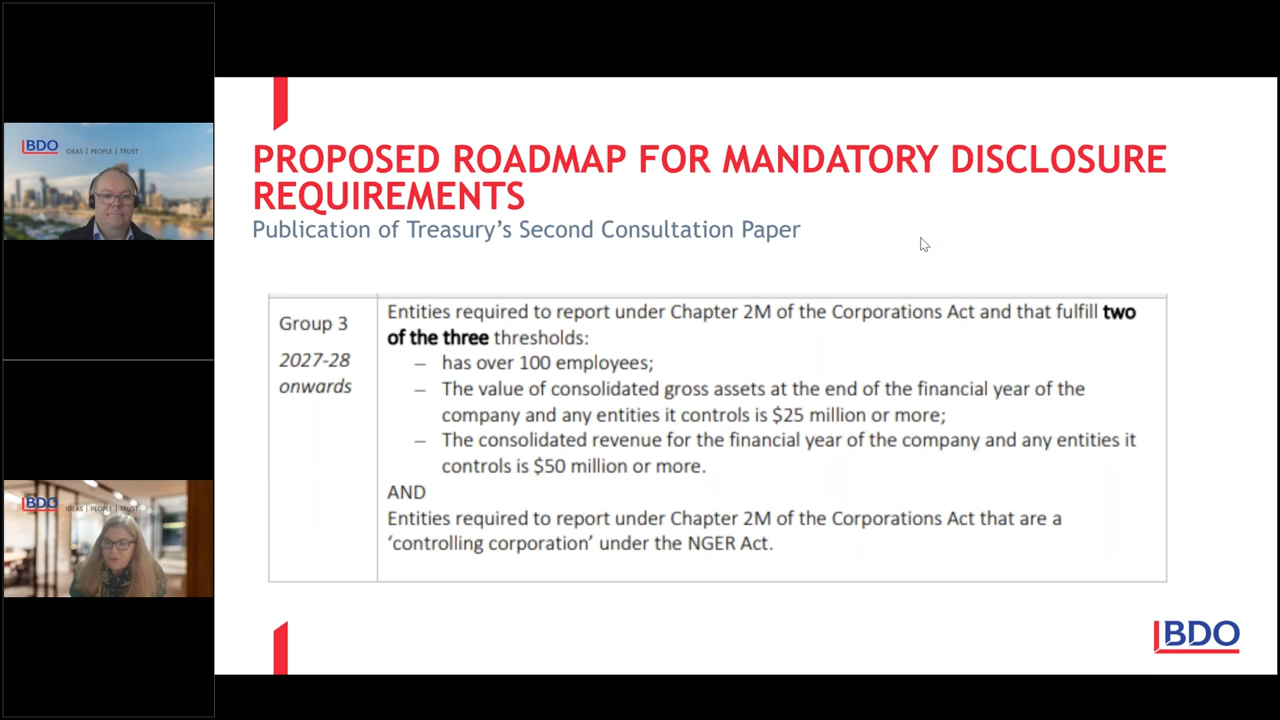 BDO
IDEAS | PEOPLE | TRUST
PROPOSED ROADMAP FOR MANDATORY DISCLOSURE
REQUIREMENTS
Publication of Treasury's Second Consultation Paper
Group 3
2027-28
onwards
Entities required to report under Chapter 2M of the Corporations Act and that fulfill two
of the three thresholds:
– has over 100 employees;
– The value of consolidated gross assets at the end of the financial year of the
company and any entities it controls is $25 million or more;
– The consolidated revenue for the financial year of the company and any entities it
controls is $50 million or more.
AND
Entities required to report under Chapter 2M of the Corporations Act that are a
‘controlling corporation’ under the NGER Act.
BDO
IDEAS | PEOPLE | TRUST
BDO